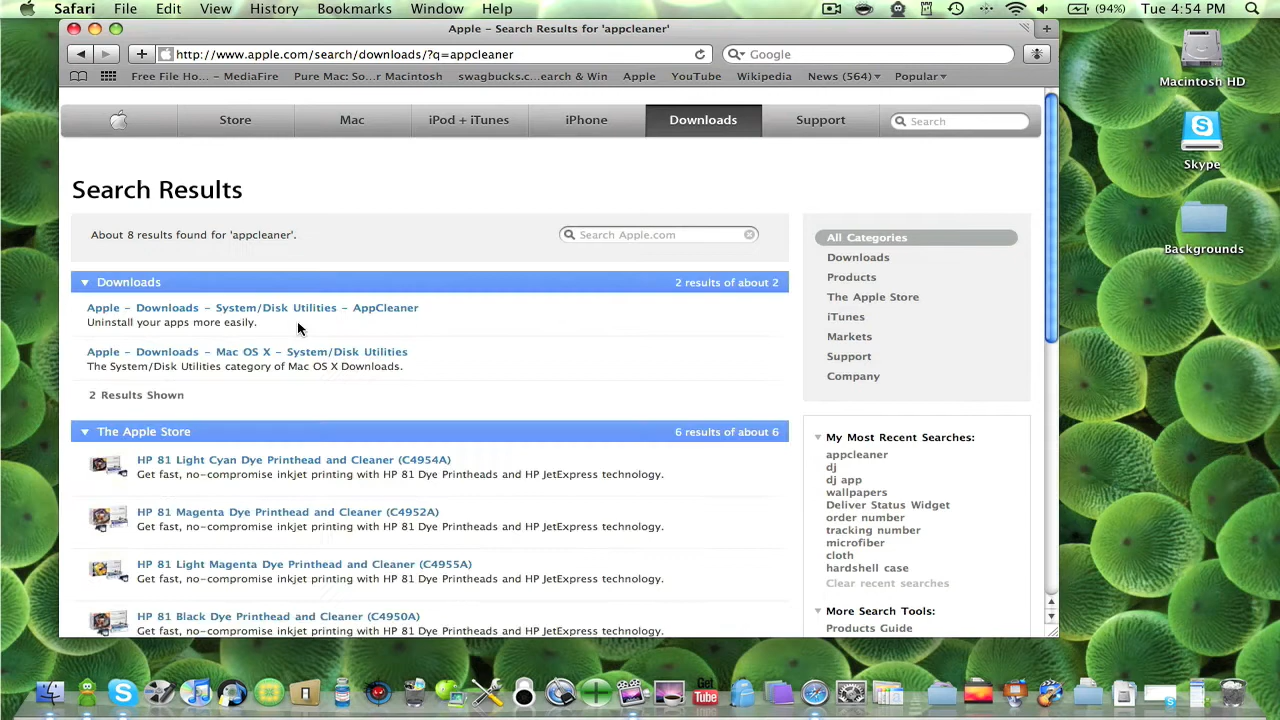 Safari File Edit View History Bookmarks Window Help (94%) Tue 4:54 PM
Apple – Search Results for 'appcleaner'
http://www.apple.com/search/downloads/?q=appcleaner Google
Free File Ho... – MediaFire Pure Mac: So...r Macintosh swagbucks.c...earch & Win Apple YouTube Wikipedia News (564) Popular
Macintosh HD
Store Mac iPod + iTunes iPhone Downloads Support Search
Skype
Search Results
About 8 results found for 'appcleaner'. Search Apple.com
Backgrounds
All Categories
Downloads
Products
The Apple Store
iTunes
Markets
Support
Company
Downloads 2 results of about 2
Apple – Downloads – System/Disk Utilities – AppCleaner
Uninstall your apps more easily.
Apple – Downloads – Mac OS X – System/Disk Utilities
The System/Disk Utilities category of Mac OS X Downloads.
2 Results Shown
The Apple Store 6 results of about 6
HP 81 Light Cyan Dye Printhead and Cleaner (C4954A)
Get fast, no-compromise inkjet printing with HP 81 Dye Printheads and HP JetExpress technology.
HP 81 Magenta Dye Printhead and Cleaner (C4952A)
Get fast, no-compromise inkjet printing with HP 81 Dye Printheads and HP JetExpress technology.
HP 81 Light Magenta Dye Printhead and Cleaner (C4955A)
Get fast, no-compromise inkjet printing with HP 81 Dye Printheads and HP JetExpress technology.
HP 81 Black Dye Printhead and Cleaner (C4950A)
Get fast, no-compromise inkjet printing with HP 81 Dye Printheads and HP JetExpress technology.
My Most Recent Searches:
appcleaner
dj
dj app
wallpapers
Deliver Status Widget
order number
tracking number
microfiber
cloth
hardshell case
Clear recent searches
More Search Tools:
Products Guide
Get
Tube